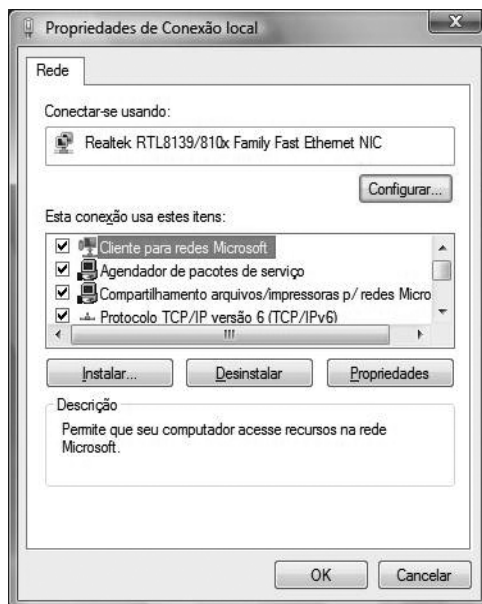 Propriedades de Conexão local
X
Rede
Conectar-se usando:
Realtek RTL8139/810x Family Fast Ethernet NIC
Configurar...
Esta conexão usa estes itens:
Cliente para redes Microsoft
Agendador de pacotes de serviço
Compartilhamento arquivos/impressoras p/ redes Micro
Protocolo TCP/IP versão 6 (TCP/IPv6)
Instalar... Desinstalar Propriedades
Descrição
Permite que seu computador acesse recursos na rede
Microsoft.
OK Cancelar